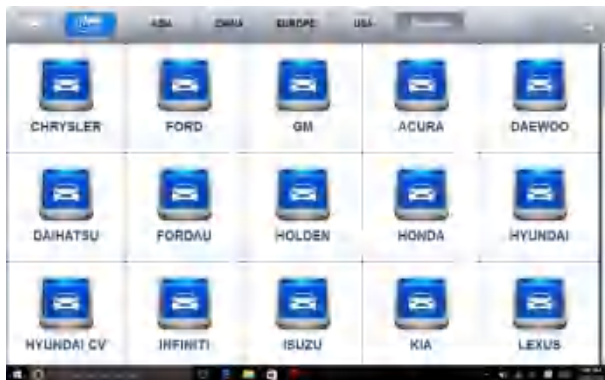 ASIA CHINA EUROPE USA
CHRYSLER FORD GM ACURA DAEWOO
DAIHATSU FORDAU HOLDEN HONDA HYUNDAI
HYUNDAI CV INFINITI ISUZU KIA LEXUS